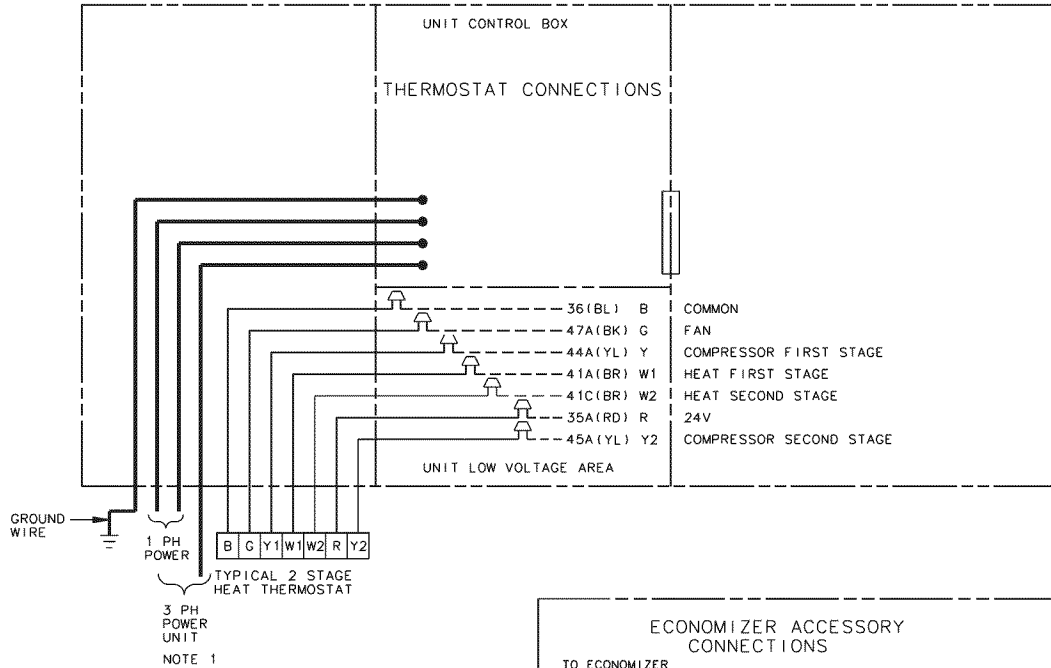 UNIT CONTROL BOX
THERMOSTAT CONNECTIONS
36(BL) B COMMON
47A(BK) G FAN
44A(YL) Y COMPRESSOR FIRST STAGE
41A(BR) W1 HEAT FIRST STAGE
41C(BR) W2 HEAT SECOND STAGE
35A(RD) R 24V
45A(YL) Y2 COMPRESSOR SECOND STAGE
UNIT LOW VOLTAGE AREA
GROUND
WIRE
1 PH
POWER
B G Y1 W1 W2 R Y2
TYPICAL 2 STAGE
HEAT THERMOSTAT
3 PH
POWER
UNIT
NOTE 1
ECONOMIZER ACCESSORY
CONNECTIONS
TO ECONOMIZER